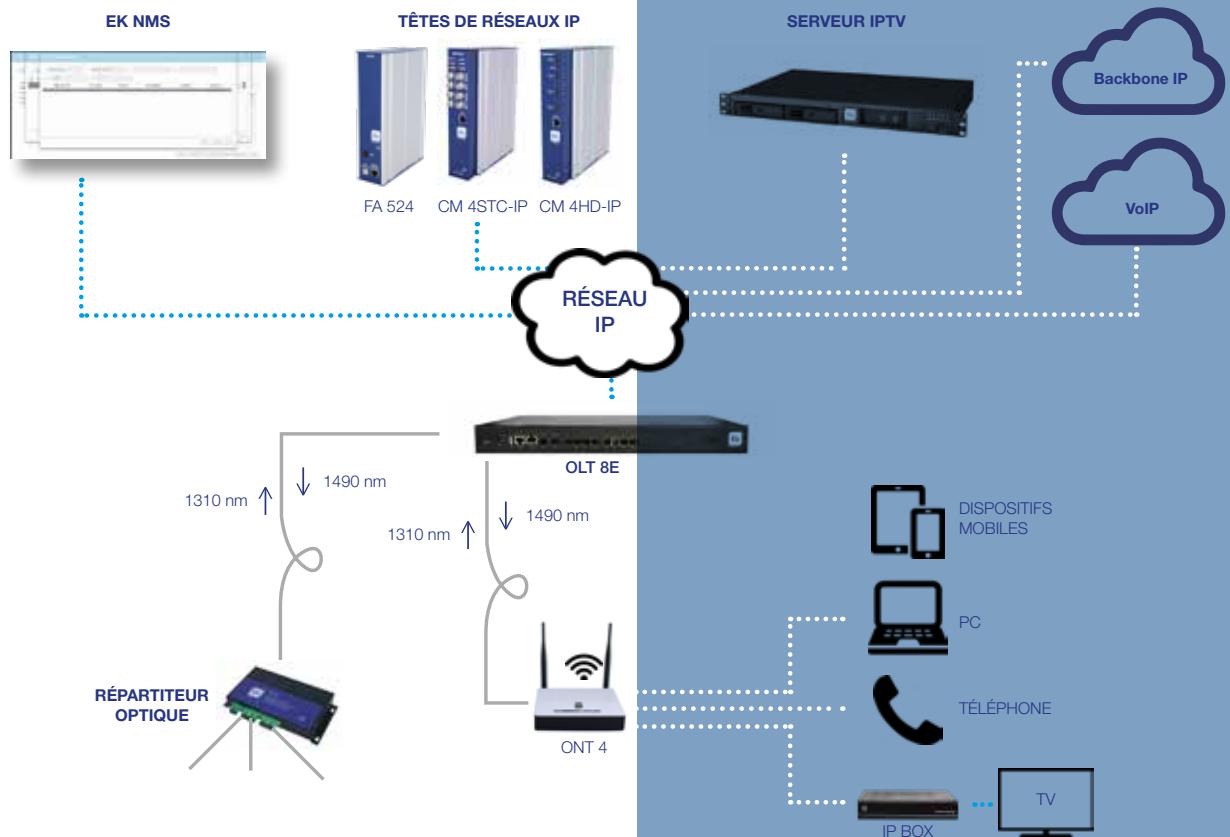 EK NMS
TÊTES DE RÉSEAUX IP
SERVEUR IPTV
Backbone IP
VoIP
FA 524
CM 4STC-IP
CM 4HD-IP
RÉSEAU
IP
OLT 8E
1310 nm
1490 nm
1310 nm
1490 nm
DISPOSITIFS
MOBILES
PC
RÉPARTITEUR
OPTIQUE
TÉLÉPHONE
ONT 4
TV
IP BOX